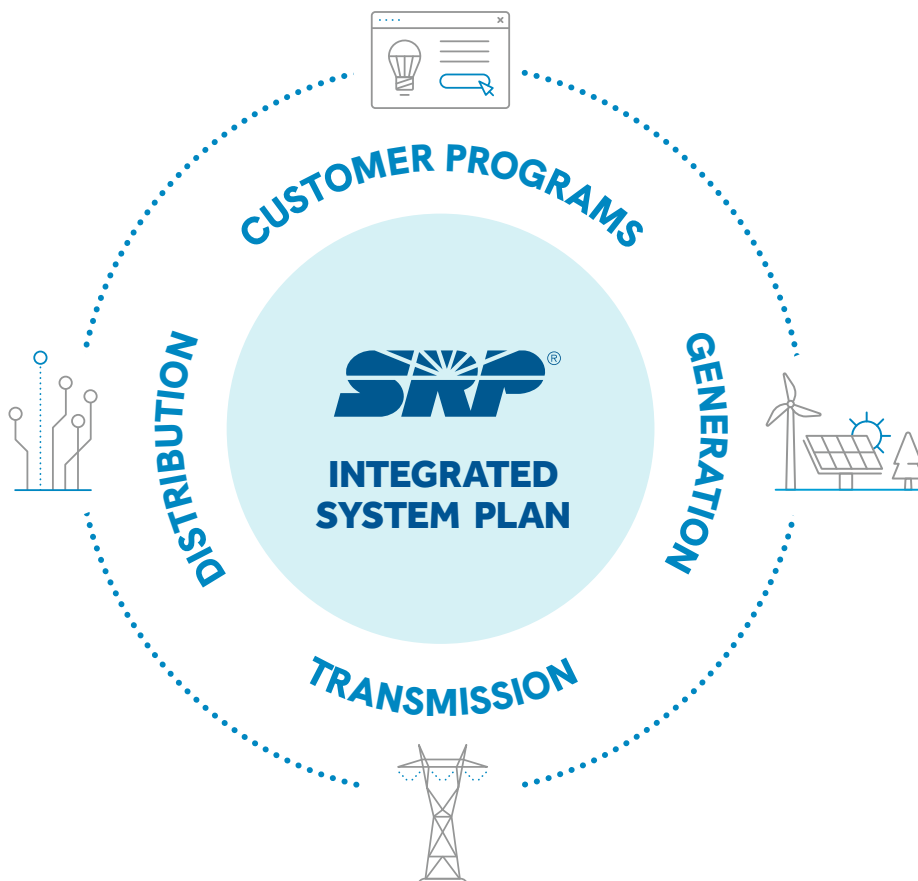 CUSTOMER PROGRAMS
GENERATION
DISTRIBUTION
SRP®
INTEGRATED
SYSTEM PLAN
TRANSMISSION